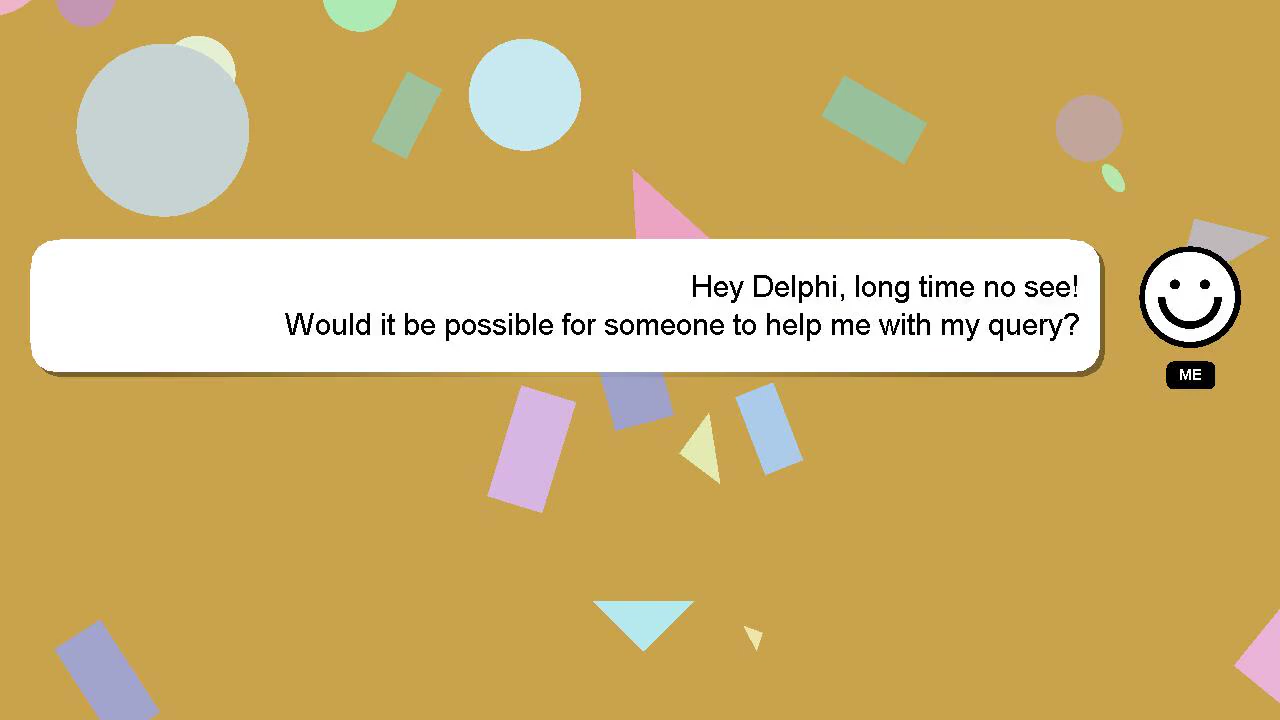 Hey Delphi, long time no see!
Would it be possible for someone to help me with my query?
ME